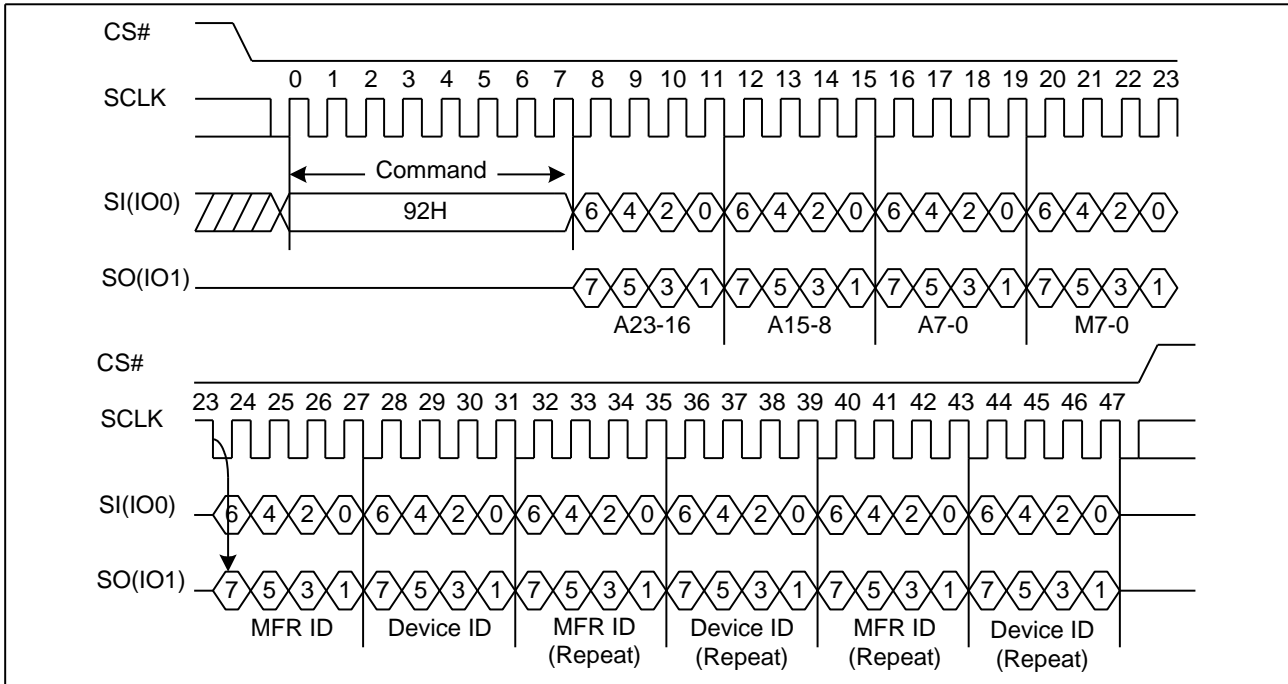 CS#
0 1 2 3 4 5 6 7 8 9 10 11 12 13 14 15 16 17 18 19 20 21 22 23
SCLK
Command
SI(IO0)
92H
6 4 2 0 6 4 2 0 6 4 2 0 6 4 2 0
SO(IO1)
7 5 3 1 7 5 3 1 7 5 3 1 7 5 3 1
A23-16 A15-8 A7-0 M7-0
CS#
23 24 25 26 27 28 29 30 31 32 33 34 35 36 37 38 39 40 41 42 43 44 45 46 47
SCLK
SI(IO0)
6 4 2 0 6 4 2 0 6 4 2 0 6 4 2 0 6 4 2 0 6 4 2 0
SO(IO1)
7 5 3 1 7 5 3 1 7 5 3 1 7 5 3 1 7 5 3 1 7 5 3 1
MFR ID Device ID MFR ID Device ID MFR ID Device ID
(Repeat) (Repeat) (Repeat) (Repeat)